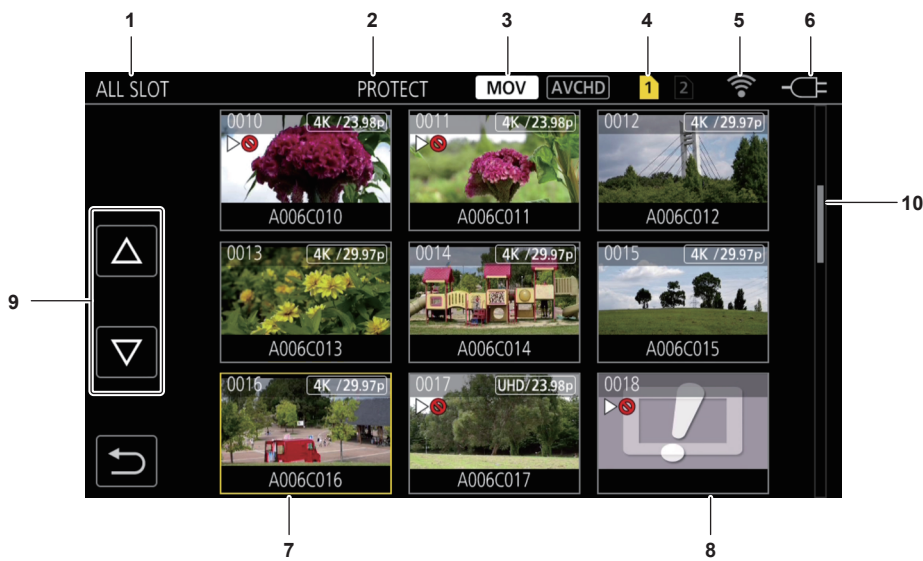 1 2 3 4 5 6
ALL SLOT PROTECT MOV AVCHD 1 2
0010 4K /23.98p 0011 4K /23.98p 0012 4K /29.97p
A006C010 A006C011 A006C012
10
0013 4K /29.97p 0014 4K /29.97p 0015 4K /29.97p
9
A006C013 A006C014 A006C015
0016 4K /29.97p 0017 UHD/23.98p 0018
A006C016 A006C017
7 8